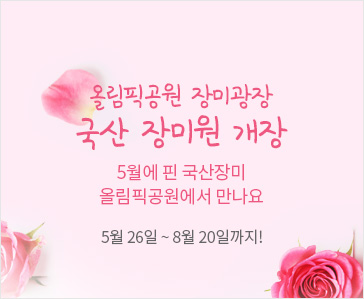 올림픽공원 장미광장
국산 장미원 개장
5월에 핀 국산장미
올림픽공원에서 만나요
5월 26일 ~ 8월 20일까지!